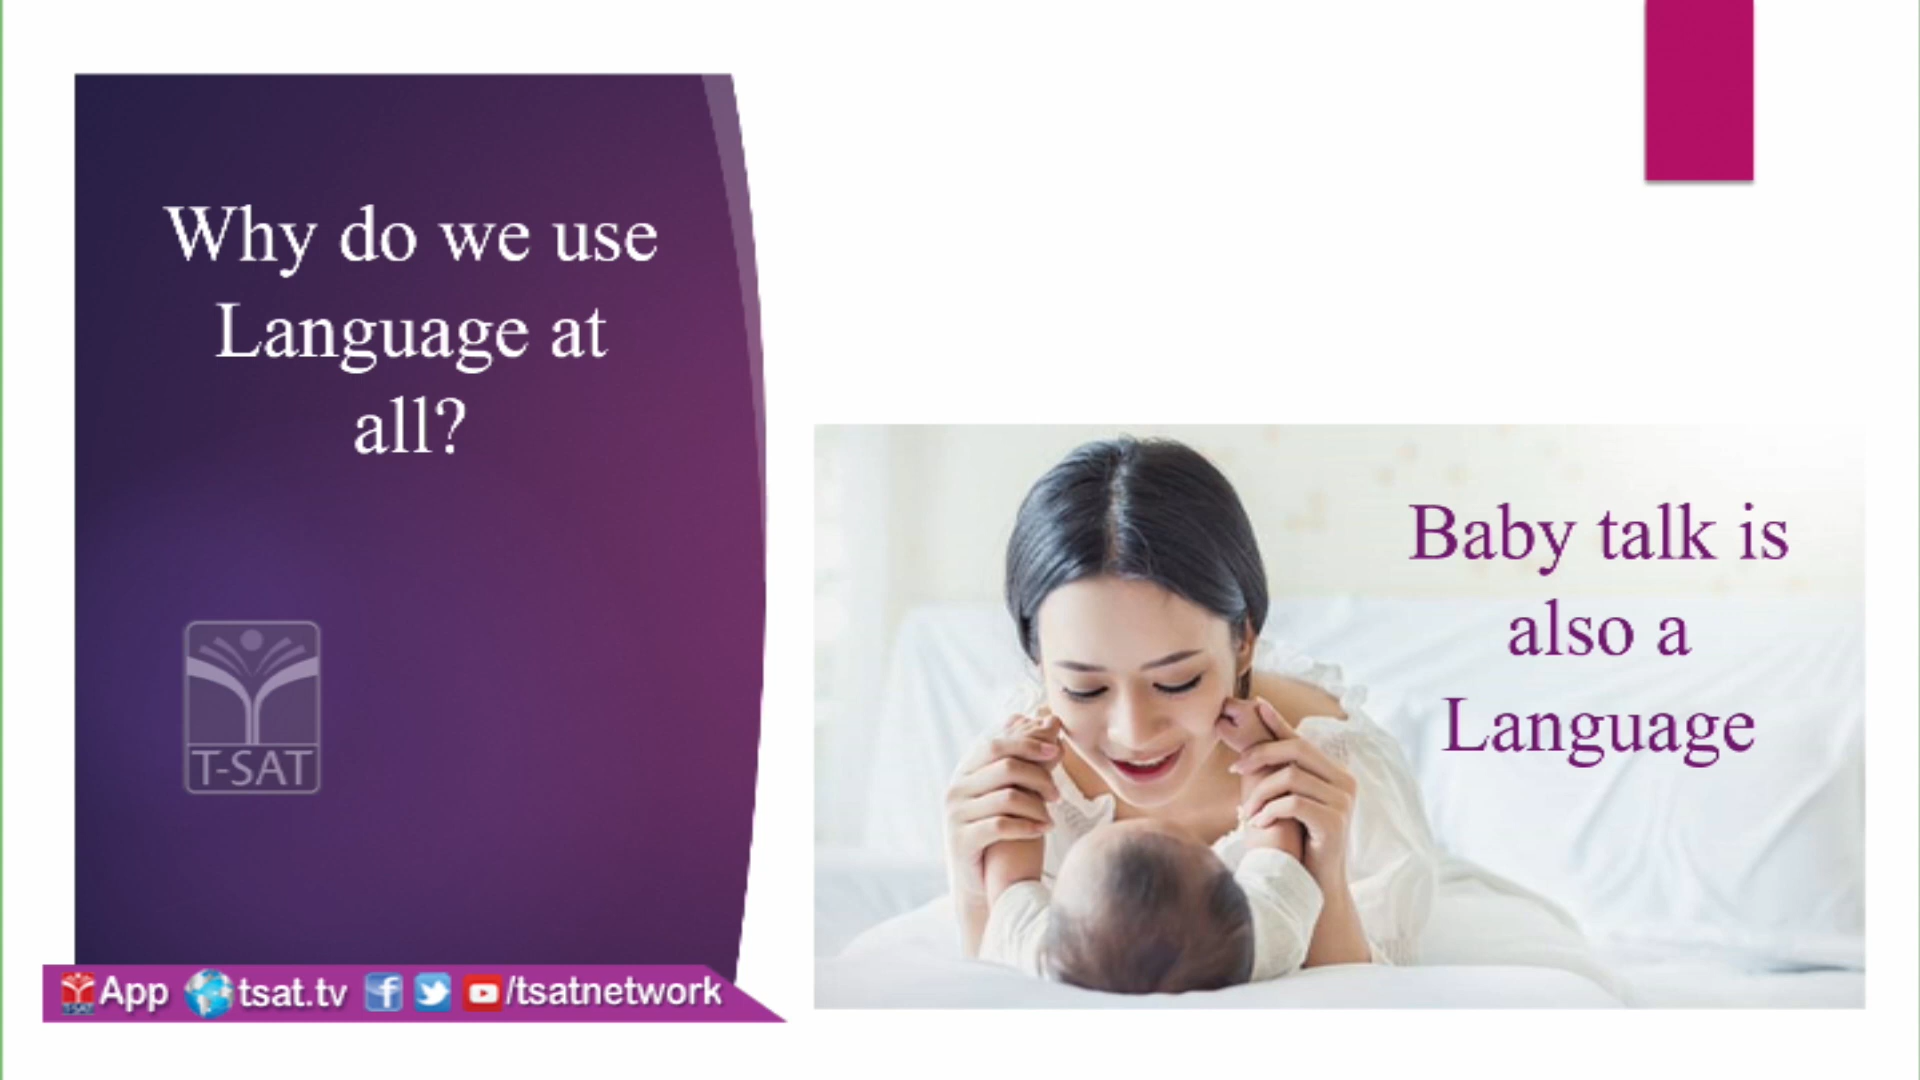 Why do we use
Language at
all?
Baby talk is
also a
Language
T-SAT
App tsat.tv /tsatnetwork